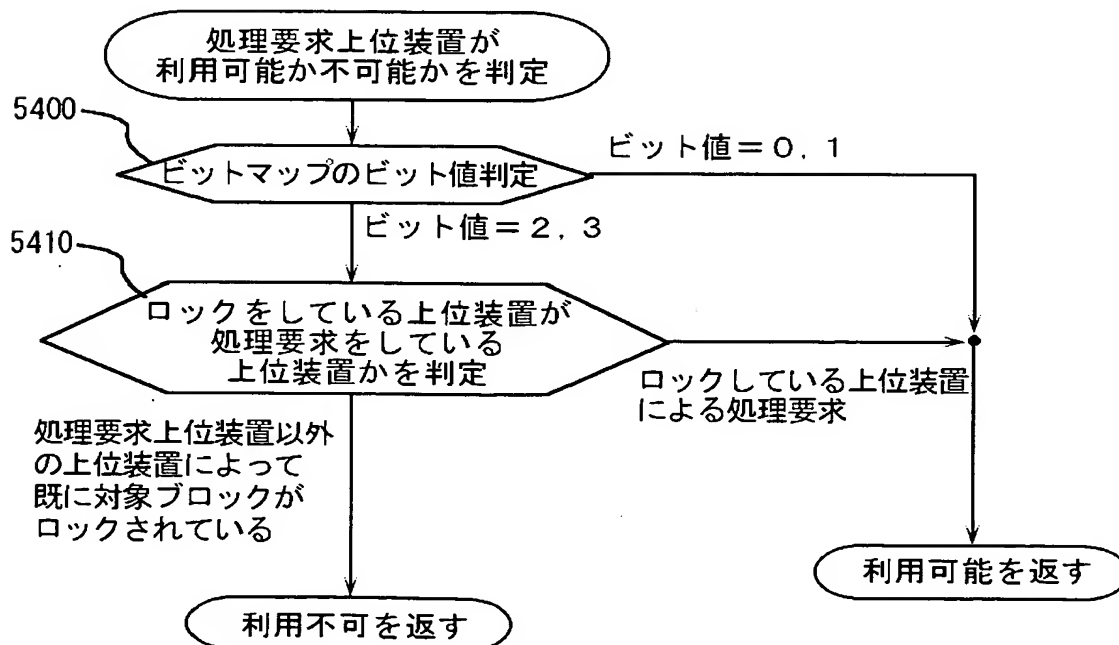 処理要求上位装置が
利用可能か不可能かを判定
5400
ビットマップのビット値判定
ビット値=0,1
ビット値=2,3
5410
ロックをしている上位装置が
処理要求をしている
上位装置かを判定
ロックしている上位装置
による処理要求
処理要求上位装置以外
の上位装置によって
既に対象ブロックが
ロックされている
利用可能を返す
利用不可を返す